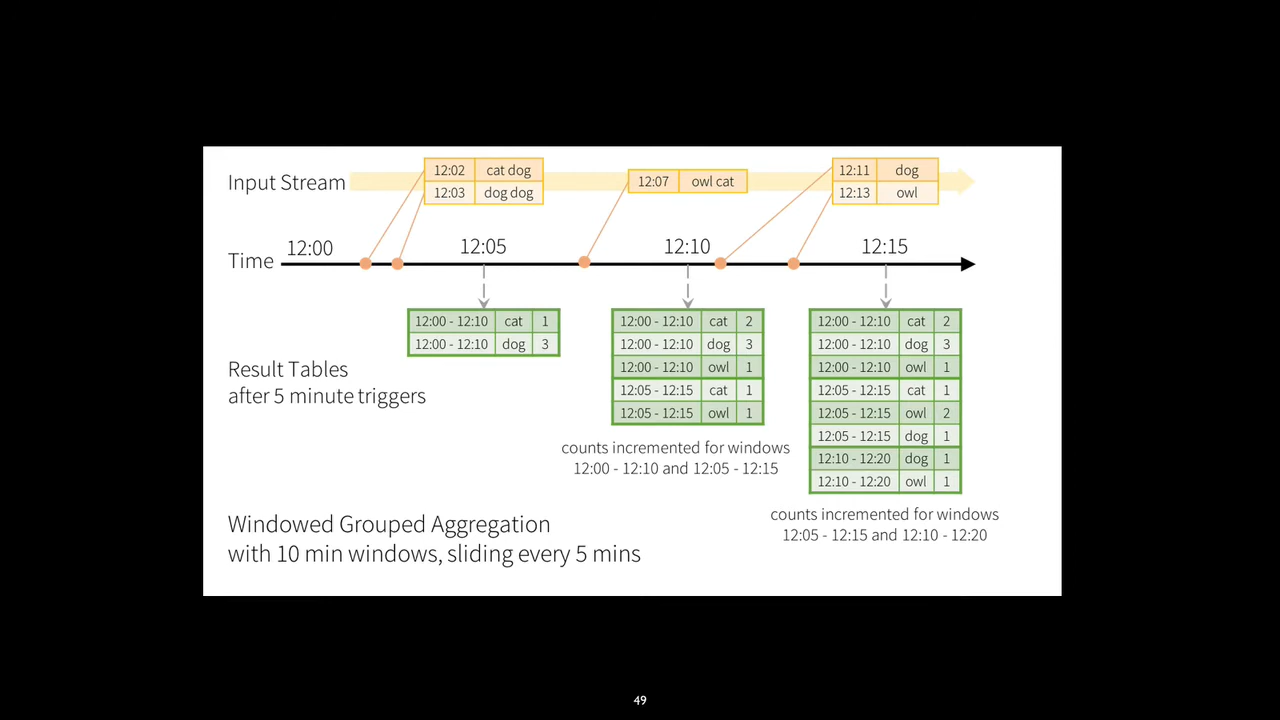 Input Stream
12:02 cat dog
12:03 dog dog
12:07 owl cat
12:11 dog
12:13 owl
Time
12:00
12:05
12:10
12:15
Result Tables
after 5 minute triggers
12:00 - 12:10 cat 1
12:00 - 12:10 dog 3
12:00 - 12:10 cat 2
12:00 - 12:10 dog 3
12:00 - 12:10 owl 1
12:05 - 12:15 cat 1
12:05 - 12:15 owl 1
counts incremented for windows
12:00 - 12:10 and 12:05 - 12:15
12:00 - 12:10 cat 2
12:00 - 12:10 dog 3
12:00 - 12:10 owl 1
12:05 - 12:15 cat 1
12:05 - 12:15 owl 2
12:05 - 12:15 dog 1
12:10 - 12:20 dog 1
12:10 - 12:20 owl 1
counts incremented for windows
12:05 - 12:15 and 12:10 - 12:20
Windowed Grouped Aggregation
with 10 min windows, sliding every 5 mins
49